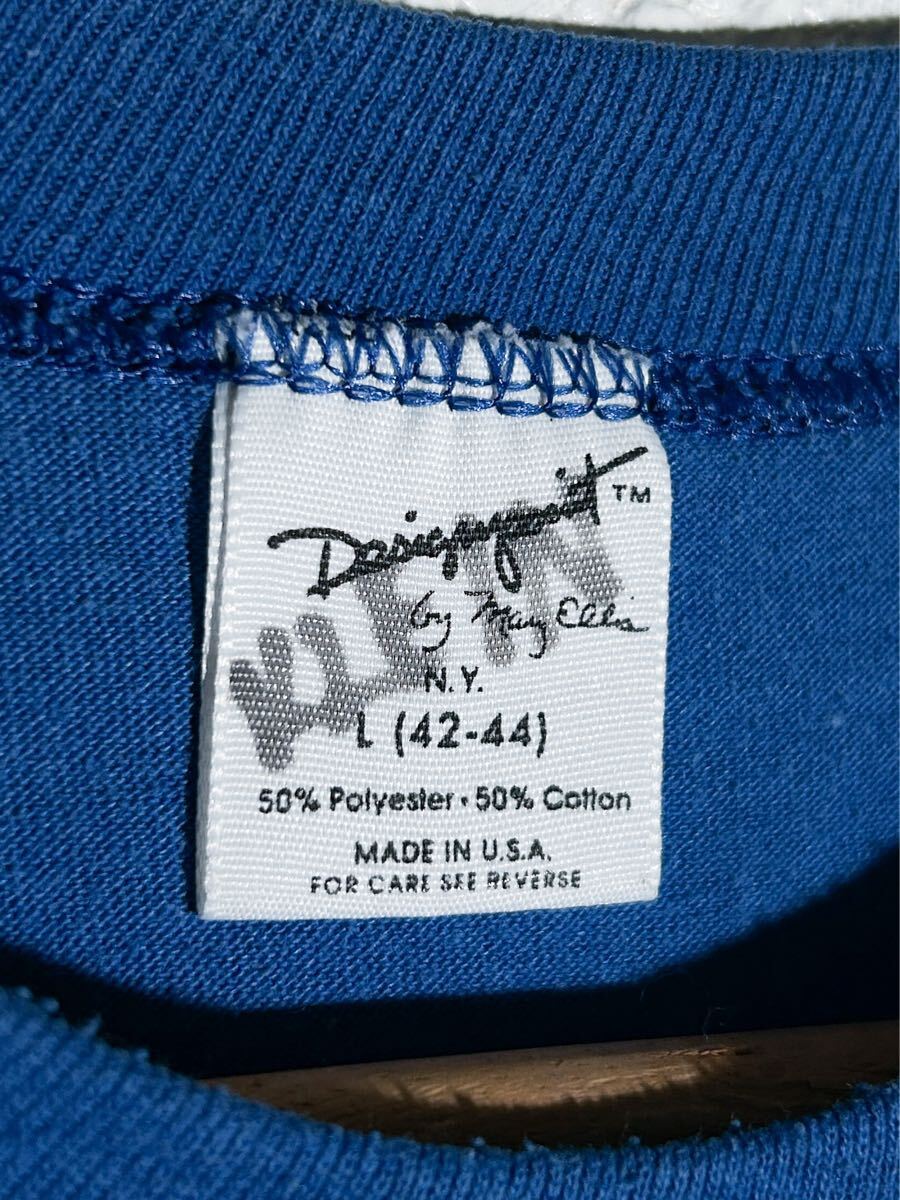 Designpoint™
by Mary Ellis
N.Y.
L (42-44)
50% Polyester • 50% Cotton
MADE IN U.S.A.
FOR CARE SEE REVERSE